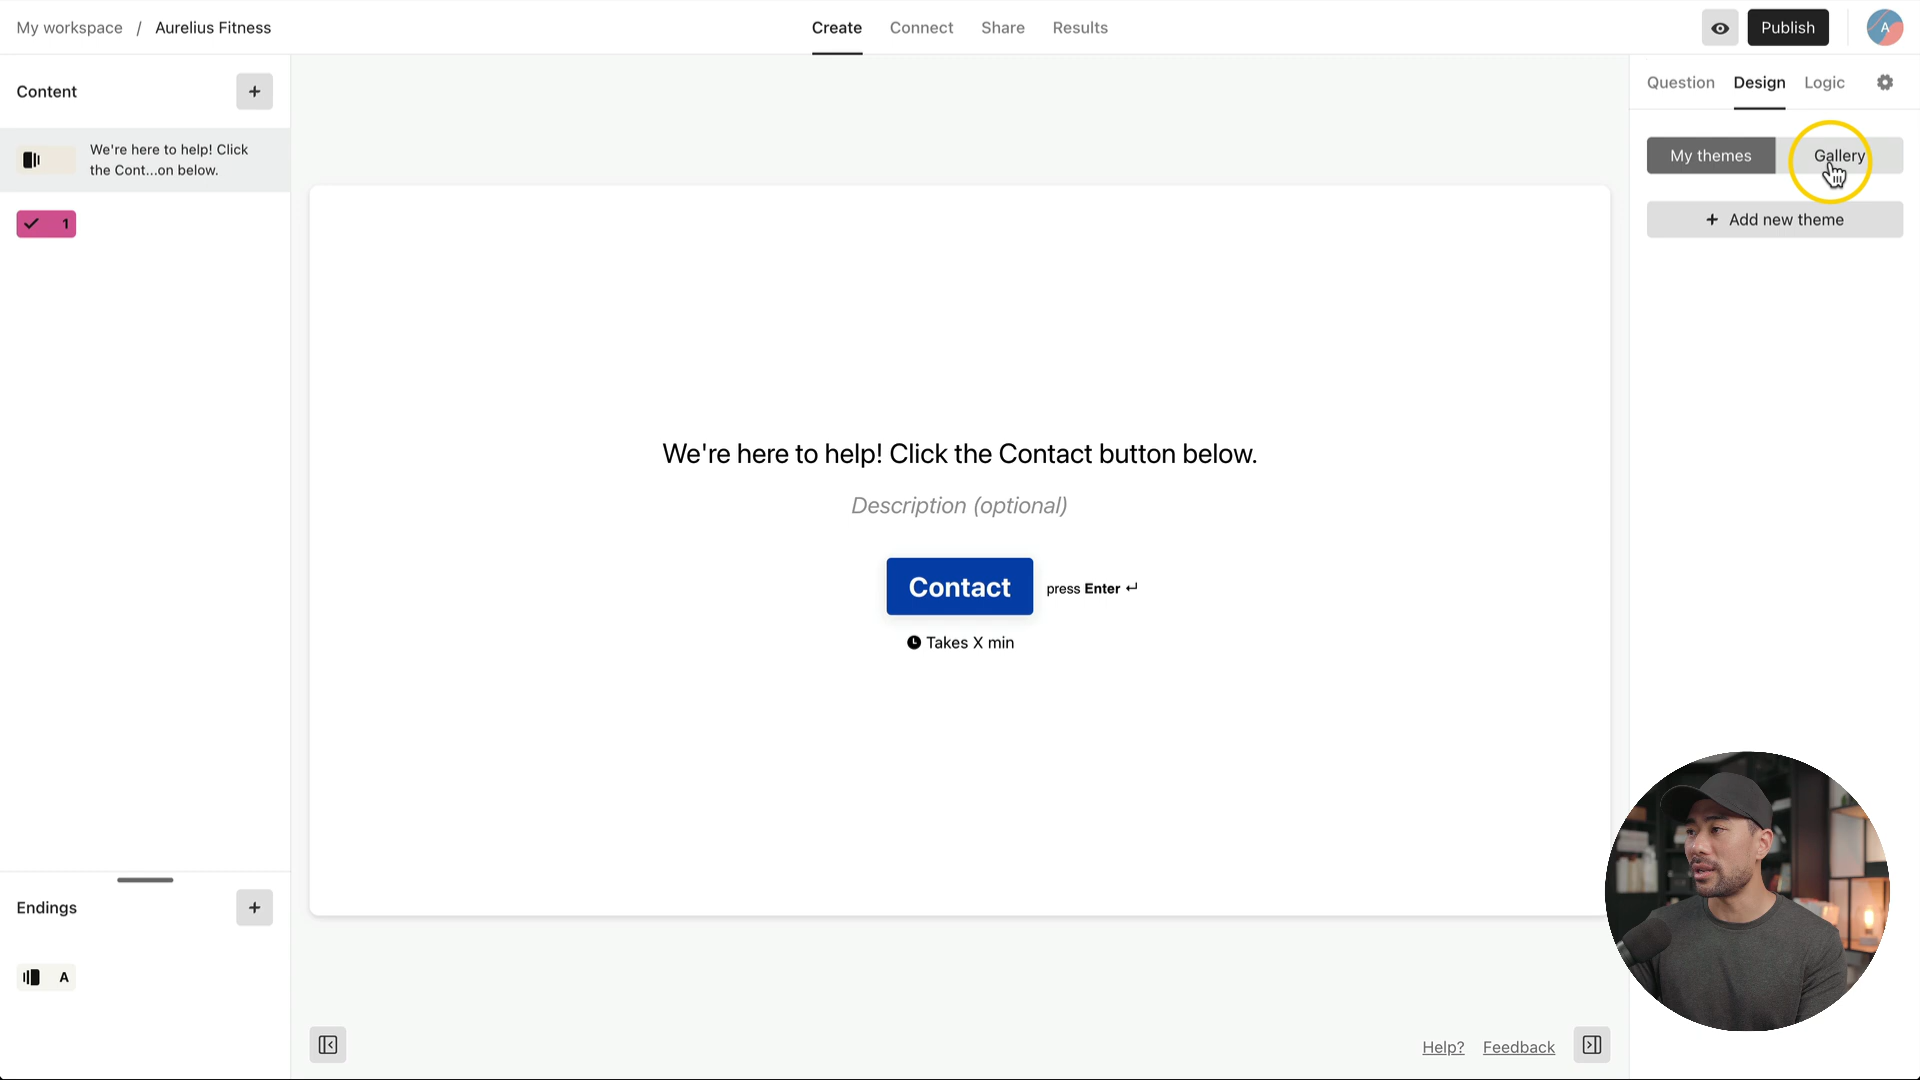 My workspace / Aurelius Fitness
Create Connect Share Results
Publish
A
Content
+
We're here to help! Click
the Cont...on below.
1
Question Design Logic
My themes
Gallery
+ Add new theme
We're here to help! Click the Contact button below.
Description (optional)
Contact
press Enter ↵
Takes X min
Endings
+
A
Help?
Feedback